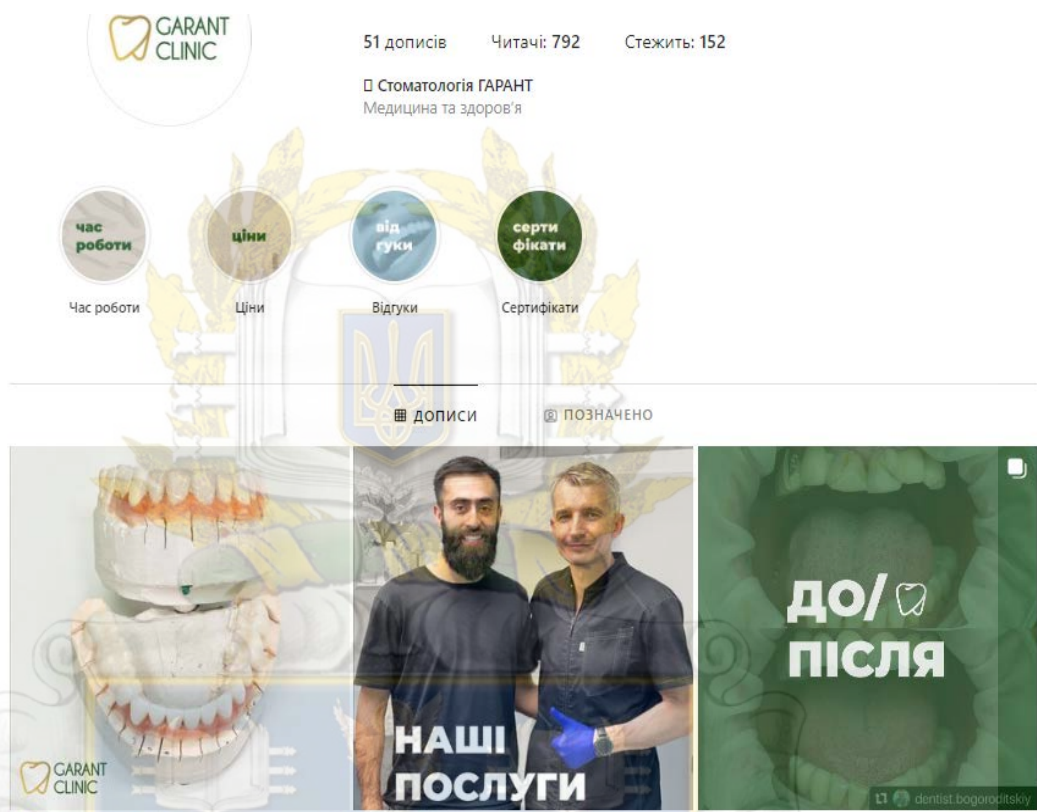 GARANT
CLINIC
51 дописів Читачі: 792 Стежить: 152
Стоматологія ГАРАНТ
Медицина та здоров'я
час
роботи
ціни
від
гуки
серти
фікати
Час роботи Ціни Відгуки Сертифікати
ДОПИСИ ПОЗНАЧЕНО
ДО/
ПІСЛЯ
НАШІ
ПОСЛУГИ
GARANT
CLINIC
dentist.bogoroditskiy